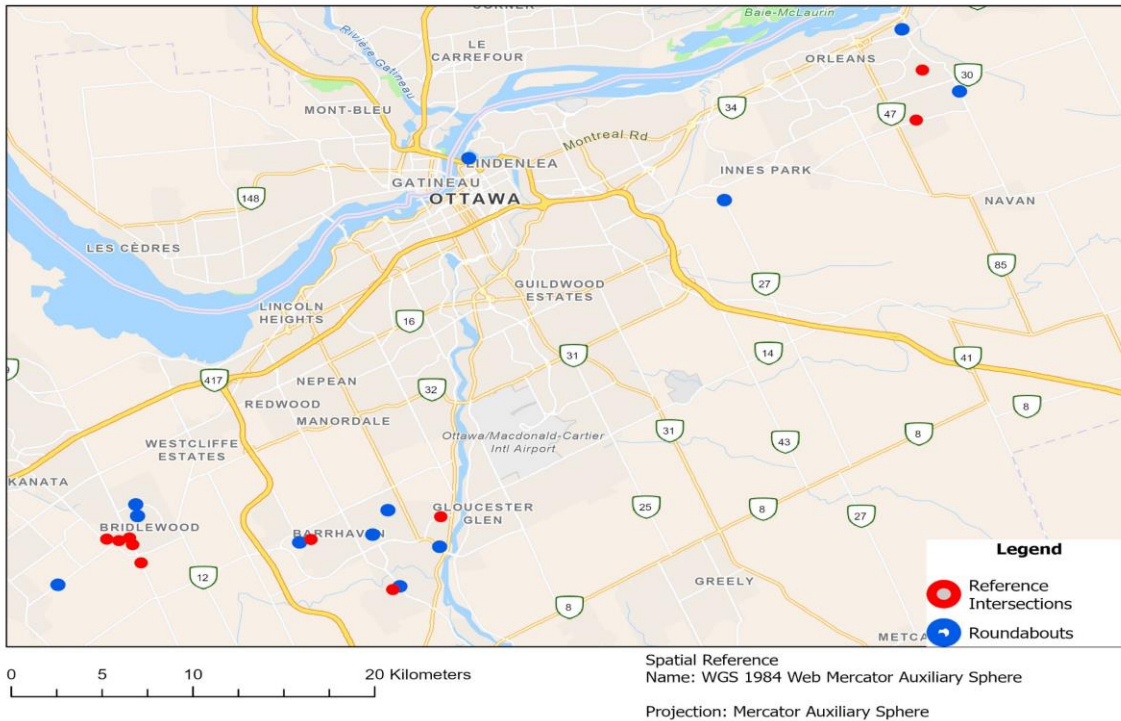 CORNER
Baie-McLaurin
LE
CARREFOUR
Rivière Gatineau
ORLEANS
30
MONT-BLEU
34
47
Montreal Rd
LINDENLEA
GATINEAU
INNES PARK
OTTAWA
148
NAVAN
LES CÈDRES
85
27
GUILDWOOD
ESTATES
LINCOLN
HEIGHTS
16
31
14
41
9
417
NEPEAN
32
REDWOOD
8
MANORDALE
31
8
43
WESTCLIFFE
ESTATES
Ottawa/Macdonald-Cartier
Intl Airport
KANATA
25
8
27
GLOUCESTER
GLEN
BRIDLEWOOD
BARRHAVEN
12
GREELY
8
METC
Legend
Reference
Intersections
Roundabouts
0 5 10 20 Kilometers
Spatial Reference
Name: WGS 1984 Web Mercator Auxiliary Sphere
Projection: Mercator Auxiliary Sphere